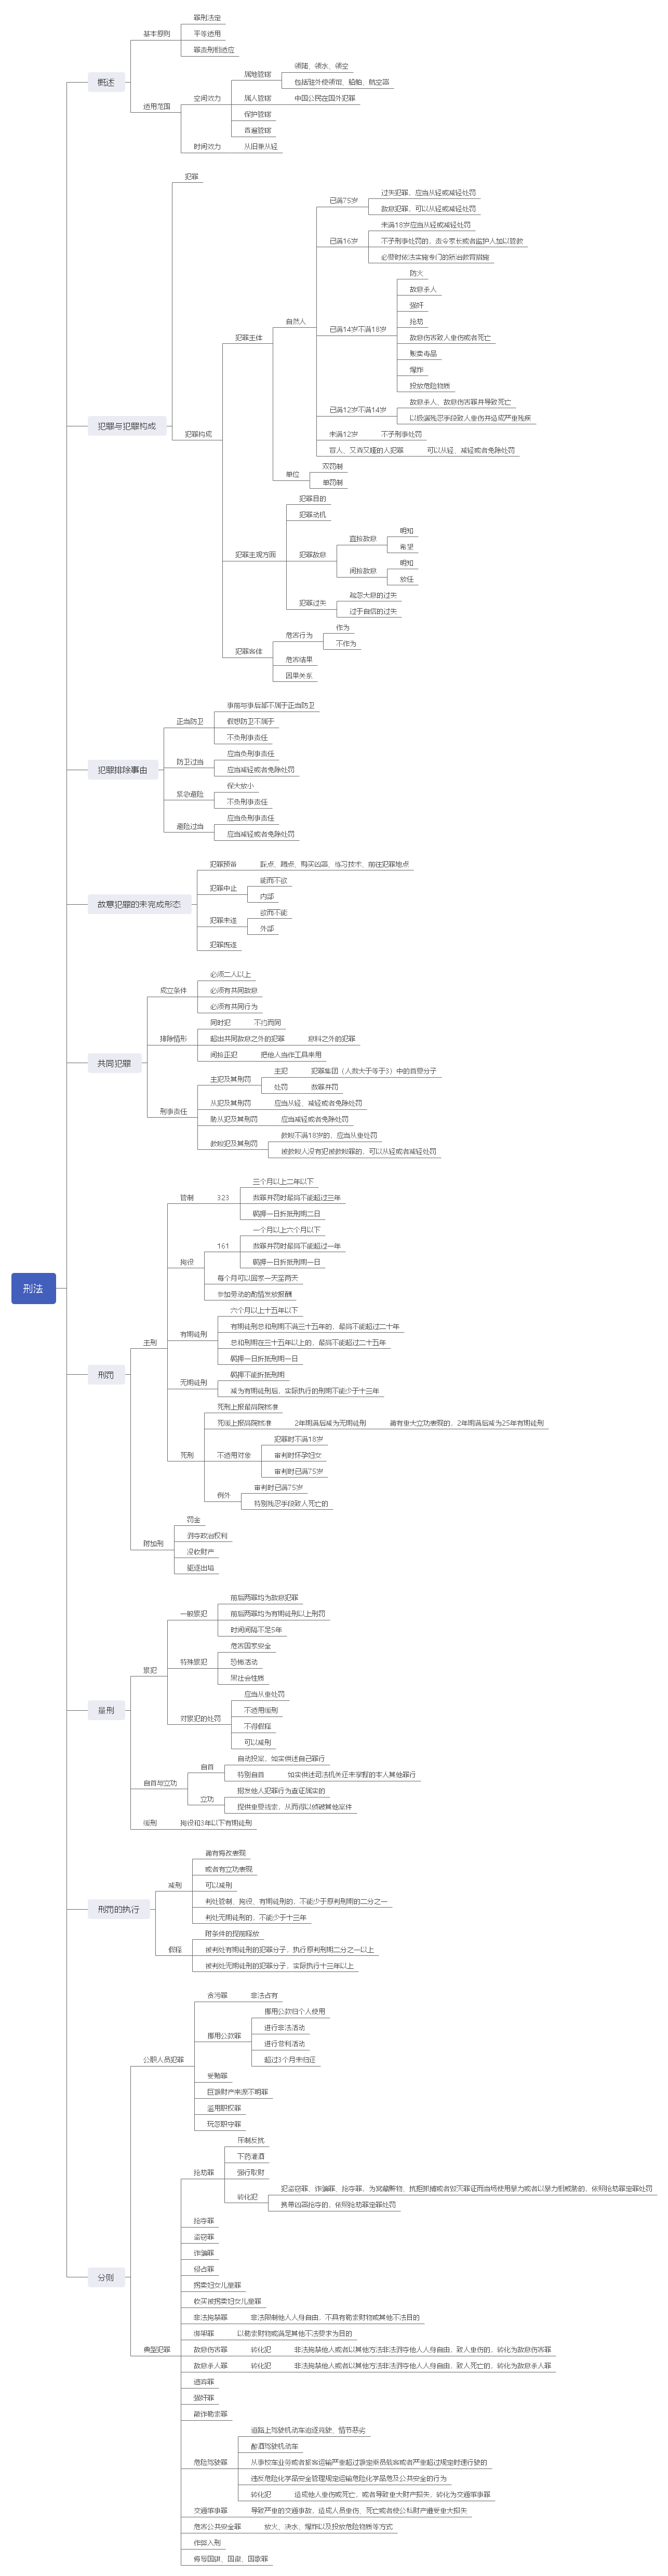 刑法
概述
基本原则
罪刑法定
平等适用
罪责刑相适应
适用范围
空间效力
属地管辖
领陆、领水、领空
包括驻外使领馆、船舶、航空器
属人管辖
中国公民在国外犯罪
保护管辖
普遍管辖
时间效力
从旧兼从轻
犯罪与犯罪构成
犯罪
犯罪构成
犯罪主体
自然人
已满75岁
过失犯罪，应当从轻或减轻处罚
故意犯罪，可以从轻或减轻处罚
已满16岁
未满18岁应当从轻或减轻处罚
不予刑事处罚的，责令家长或者监护人加以管教
必要时依法实施专门的矫治教育措施
已满14岁不满18岁
防火
故意杀人
强奸
抢劫
故意伤害致人重伤或者死亡
贩卖毒品
爆炸
投放危险物质
已满12岁不满14岁
故意杀人、故意伤害罪并导致死亡
以极端残忍手段致人重伤并造成严重残疾
未满12岁
不予刑事处罚
盲人、又聋又哑的人犯罪
可以从轻、减轻或者免除处罚
单位
双罚制
单罚制
犯罪主观方面
犯罪目的
犯罪动机
犯罪故意
直接故意
明知
希望
间接故意
明知
放任
犯罪过失
疏忽大意的过失
过于自信的过失
犯罪客体
危害行为
作为
不作为
危害结果
因果关系
犯罪排除事由
正当防卫
事前与事后都不属于正当防卫
假想防卫不属于
不负刑事责任
防卫过当
应当负刑事责任
应当减轻或者免除处罚
紧急避险
保大放小
不负刑事责任
避险过当
应当负刑事责任
应当减轻或者免除处罚
故意犯罪的未完成形态
犯罪预备
踩点、蹲点、购买凶器、练习技术、前往犯罪地点
犯罪中止
能而不欲
内部
犯罪未遂
欲而不能
外部
犯罪既遂
共同犯罪
成立条件
必须二人以上
必须有共同故意
必须有共同行为
排除情形
同时犯
不约而同
超出共同故意之外的犯罪
意料之外的犯罪
间接正犯
把他人当作工具来用
刑事责任
主犯及其刑罚
主犯
犯罪集团（人数大于等于3）中的首要分子
处罚
数罪并罚
从犯及其刑罚
应当从轻、减轻或者免除处罚
胁从犯及其刑罚
应当减轻或者免除处罚
教唆犯及其刑罚
教唆不满18岁的，应当从重处罚
被教唆人没有犯被教唆罪的，可以从轻或者减轻处罚
刑罚
主刑
管制
323
三个月以上二年以下
数罪并罚时最高不能超过三年
羁押一日折抵刑期二日
拘役
161
一个月以上六个月以下
数罪并罚时最高不能超过一年
羁押一日折抵刑期一日
每个月可以回家一天至两天
参加劳动的酌情发放报酬
有期徒刑
六个月以上十五年以下
有期徒刑总和刑期不满三十五年的，最高不能超过二十年
总和刑期在三十五年以上的，最高不能超过二十五年
羁押一日折抵刑期一日
无期徒刑
羁押不能折抵刑期
减为有期徒刑后，实际执行的刑期不能少于十三年
死刑
死刑上报最高院核准
死缓上报高院核准
2年期满后减为无期徒刑
确有重大立功表现的，2年期满后减为25年有期徒刑
不适用对象
犯罪时不满18岁
审判时怀孕妇女
审判时已满75岁
例外
审判时已满75岁
特别残忍手段致人死亡的
附加刑
罚金
剥夺政治权利
没收财产
驱逐出境
量刑
累犯
一般累犯
前后两罪均为故意犯罪
前后两罪均为有期徒刑以上刑罚
时间间隔不足5年
特殊累犯
危害国家安全
恐怖活动
黑社会性质
对累犯的处罚
应当从重处罚
不适用缓刑
不得假释
可以减刑
自首与立功
自首
自动投案，如实供述自己罪行
特别自首
如实供述司法机关还未掌握的本人其他罪行
立功
揭发他人犯罪行为查证属实的
提供重要线索，从而得以侦破其他案件
缓刑
拘役和3年以下有期徒刑
刑罚的执行
减刑
确有悔改表现
或者有立功表现
可以减刑
判处管制、拘役、有期徒刑的，不能少于原判刑期的二分之一
判处无期徒刑的，不能少于十三年
假释
附条件的提前释放
被判处有期徒刑的犯罪分子，执行原判刑期二分之一以上
被判处无期徒刑的犯罪分子，实际执行十三年以上
分则
公职人员犯罪
贪污罪
非法占有
挪用公款罪
挪用公款归个人使用
进行非法活动
进行营利活动
超过3个月未归还
受贿罪
巨额财产来源不明罪
滥用职权罪
玩忽职守罪
典型犯罪
抢劫罪
压制反抗
下药灌酒
强行取财
转化犯
犯盗窃罪、诈骗罪、抢夺罪，为窝藏赃物、抗拒抓捕或者毁灭罪证而当场使用暴力或者以暴力相威胁的，依照抢劫罪定罪处罚
携带凶器抢夺的，依照抢劫罪定罪处罚
抢夺罪
盗窃罪
诈骗罪
侵占罪
拐卖妇女儿童罪
收买被拐卖妇女儿童罪
非法拘禁罪
非法限制他人人身自由，不具有勒索财物或其他不法目的
绑架罪
以勒索财物或满足其他不法要求为目的
故意伤害罪
转化犯
非法拘禁他人或者以其他方法非法剥夺他人人身自由，致人重伤的，转化为故意伤害罪
故意杀人罪
转化犯
非法拘禁他人或者以其他方法非法剥夺他人人身自由，致人死亡的，转化为故意杀人罪
遗弃罪
强奸罪
敲诈勒索罪
危险驾驶罪
道路上驾驶机动车追逐竞驶、情节恶劣
醉酒驾驶机动车
从事校车业务或者旅客运输严重超过额定乘员载客或者严重超过规定时速行驶的
违反危险化学品安全管理规定运输危险化学品危及公共安全的行为
转化犯
造成他人重伤或死亡，或者导致重大财产损失，转化为交通肇事罪
交通肇事罪
导致严重的交通事故，造成人员重伤、死亡或者使公私财产遭受重大损失
危害公共安全罪
放火、决水、爆炸以及投放危险物质等方式
作弊入刑
侮辱国旗、国徽、国歌罪